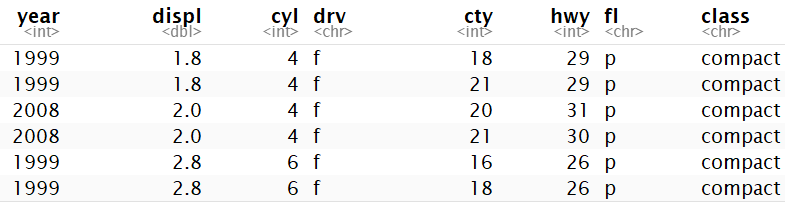 year displ cyl drv cty hwy fl class
<int> <dbl> <int> <chr> <int> <int> <chr> <chr>
1999 1.8 4 f 18 29 p compact
1999 1.8 4 f 21 29 p compact
2008 2.0 4 f 20 31 p compact
2008 2.0 4 f 21 30 p compact
1999 2.8 6 f 16 26 p compact
1999 2.8 6 f 18 26 p compact